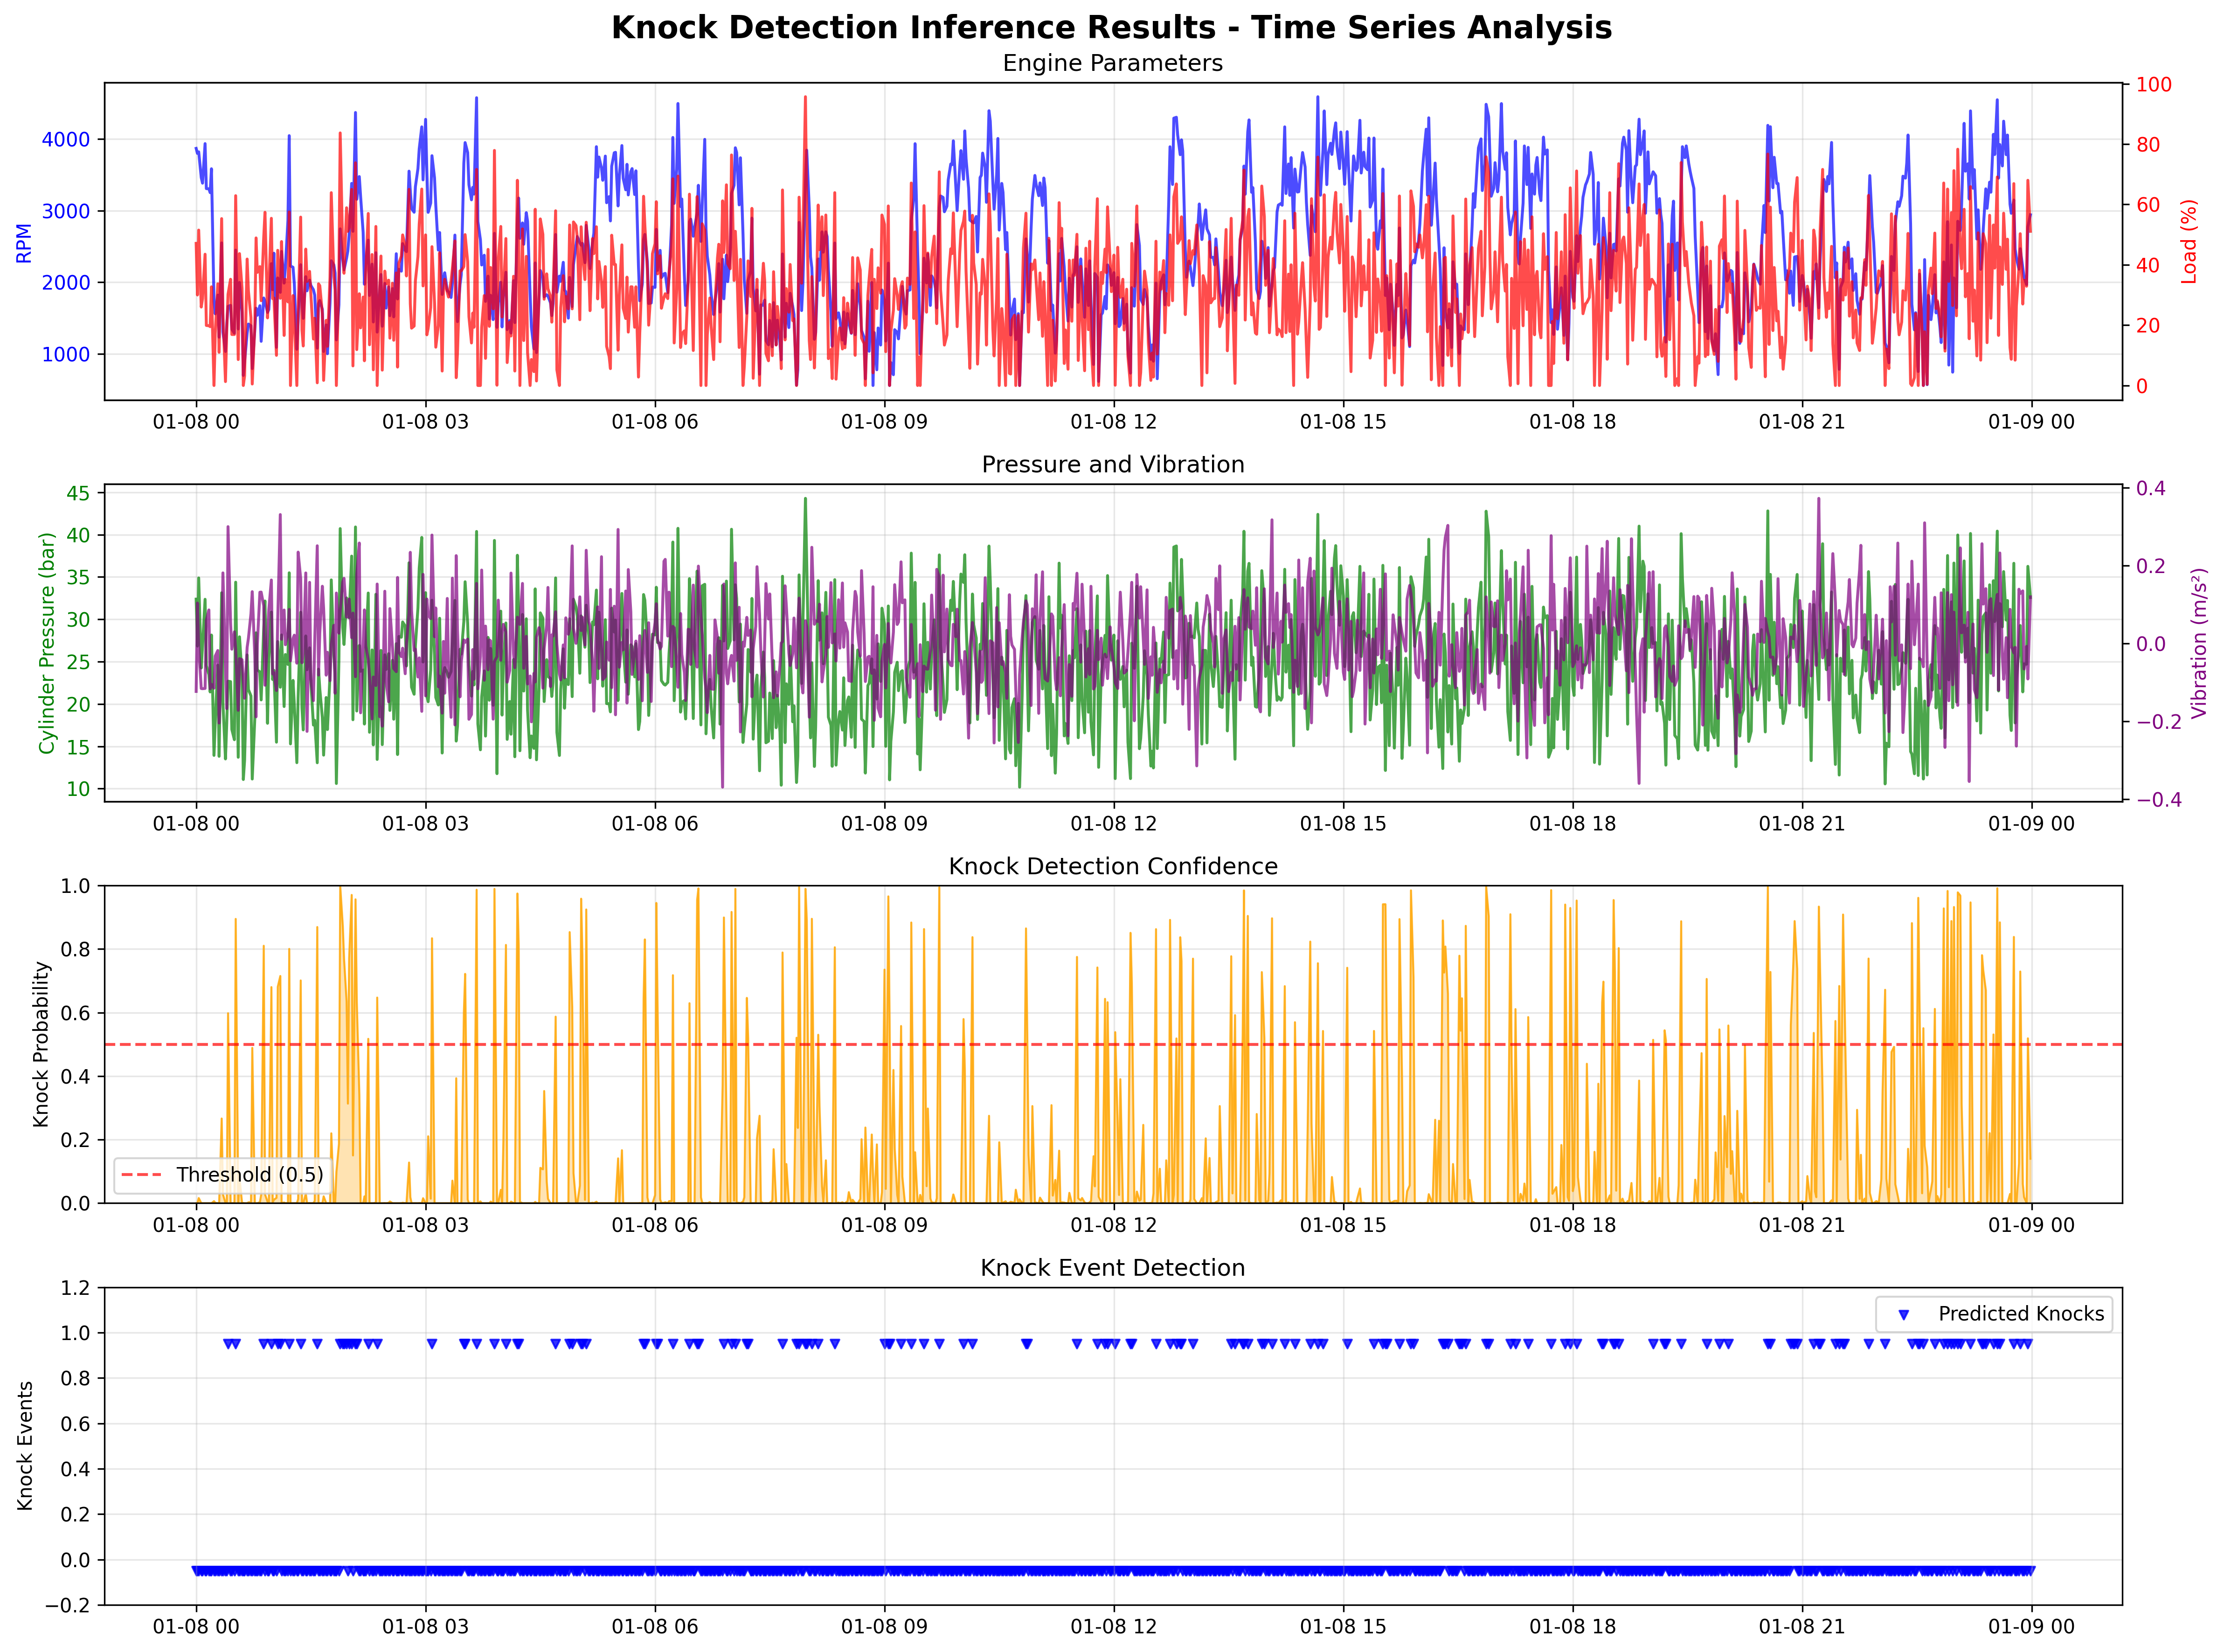 Knock Detection Inference Results - Time Series Analysis
Engine Parameters
RPM
4000
3000
2000
1000
Load (%)
100
80
60
40
20
0
01-08 00 01-08 03 01-08 06 01-08 09 01-08 12 01-08 15 01-08 18 01-08 21 01-09 00
Pressure and Vibration
Cylinder Pressure (bar)
45
40
35
30
25
20
15
10
Vibration (m/s²)
0.4
0.2
0.0
−0.2
−0.4
01-08 00 01-08 03 01-08 06 01-08 09 01-08 12 01-08 15 01-08 18 01-08 21 01-09 00
Knock Detection Confidence
Knock Probability
1.0
0.8
0.6
0.4
0.2
0.0
Threshold (0.5)
01-08 00 01-08 03 01-08 06 01-08 09 01-08 12 01-08 15 01-08 18 01-08 21 01-09 00
Knock Event Detection
Knock Events
1.2
1.0
0.8
0.6
0.4
0.2
0.0
−0.2
Predicted Knocks
01-08 00 01-08 03 01-08 06 01-08 09 01-08 12 01-08 15 01-08 18 01-08 21 01-09 00